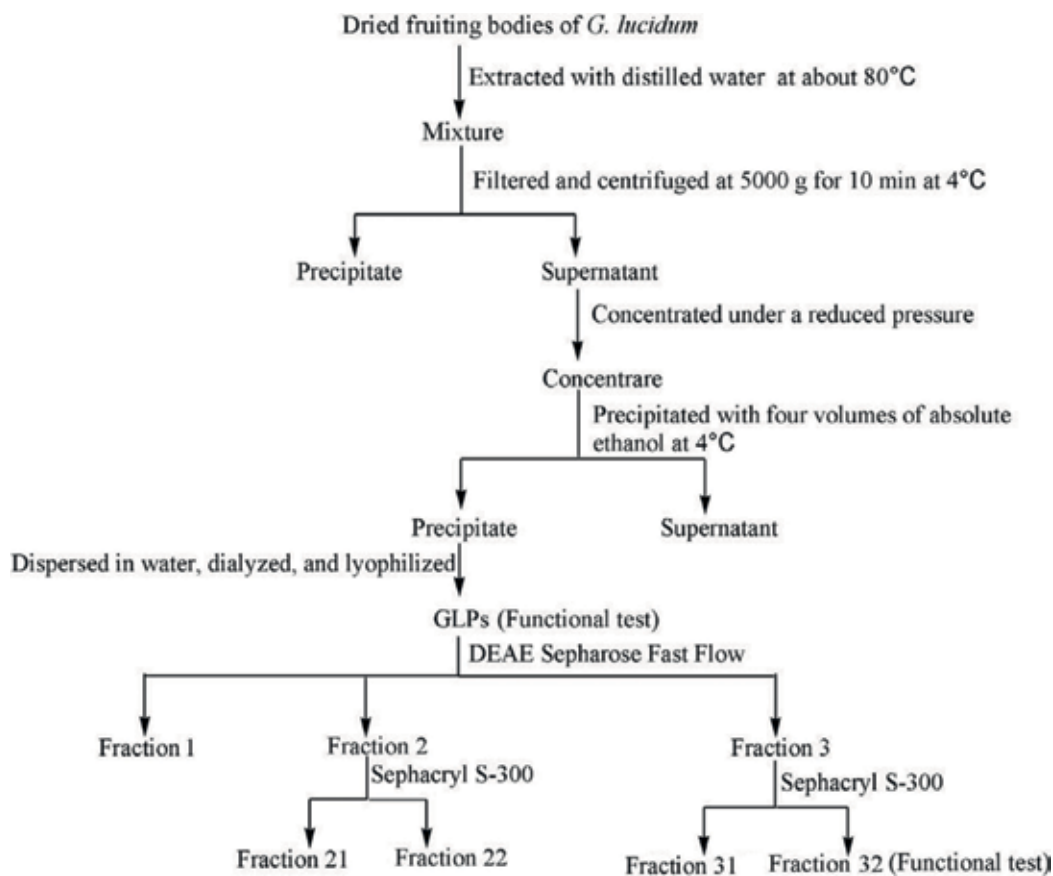 Dried fruiting bodies of G. lucidum
Extracted with distilled water at about 80°C
Mixture
Filtered and centrifuged at 5000 g for 10 min at 4°C
Precipitate
Supernatant
Concentrated under a reduced pressure
Concentrare
Precipitated with four volumes of absolute
ethanol at 4°C
Precipitate
Supernatant
Dispersed in water, dialyzed, and lyophilized
GLPs (Functional test)
DEAE Sepharose Fast Flow
Fraction 1
Fraction 2
Fraction 3
Sephacryl S-300
Sephacryl S-300
Fraction 21
Fraction 22
Fraction 31
Fraction 32 (Functional test)